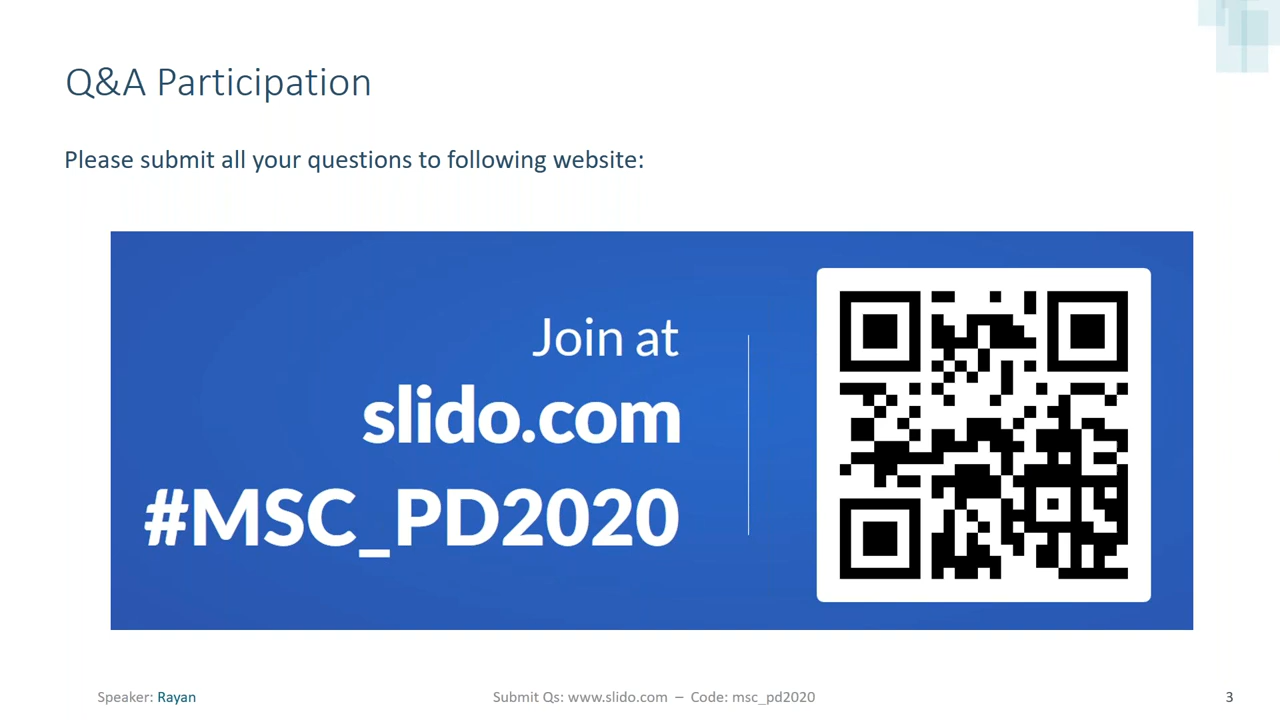 Q&A Participation
Please submit all your questions to following website:
Join at
slido.com
#MSC_PD2020
Speaker: Rayan
Submit Qs: www.slido.com – Code: msc_pd2020
3